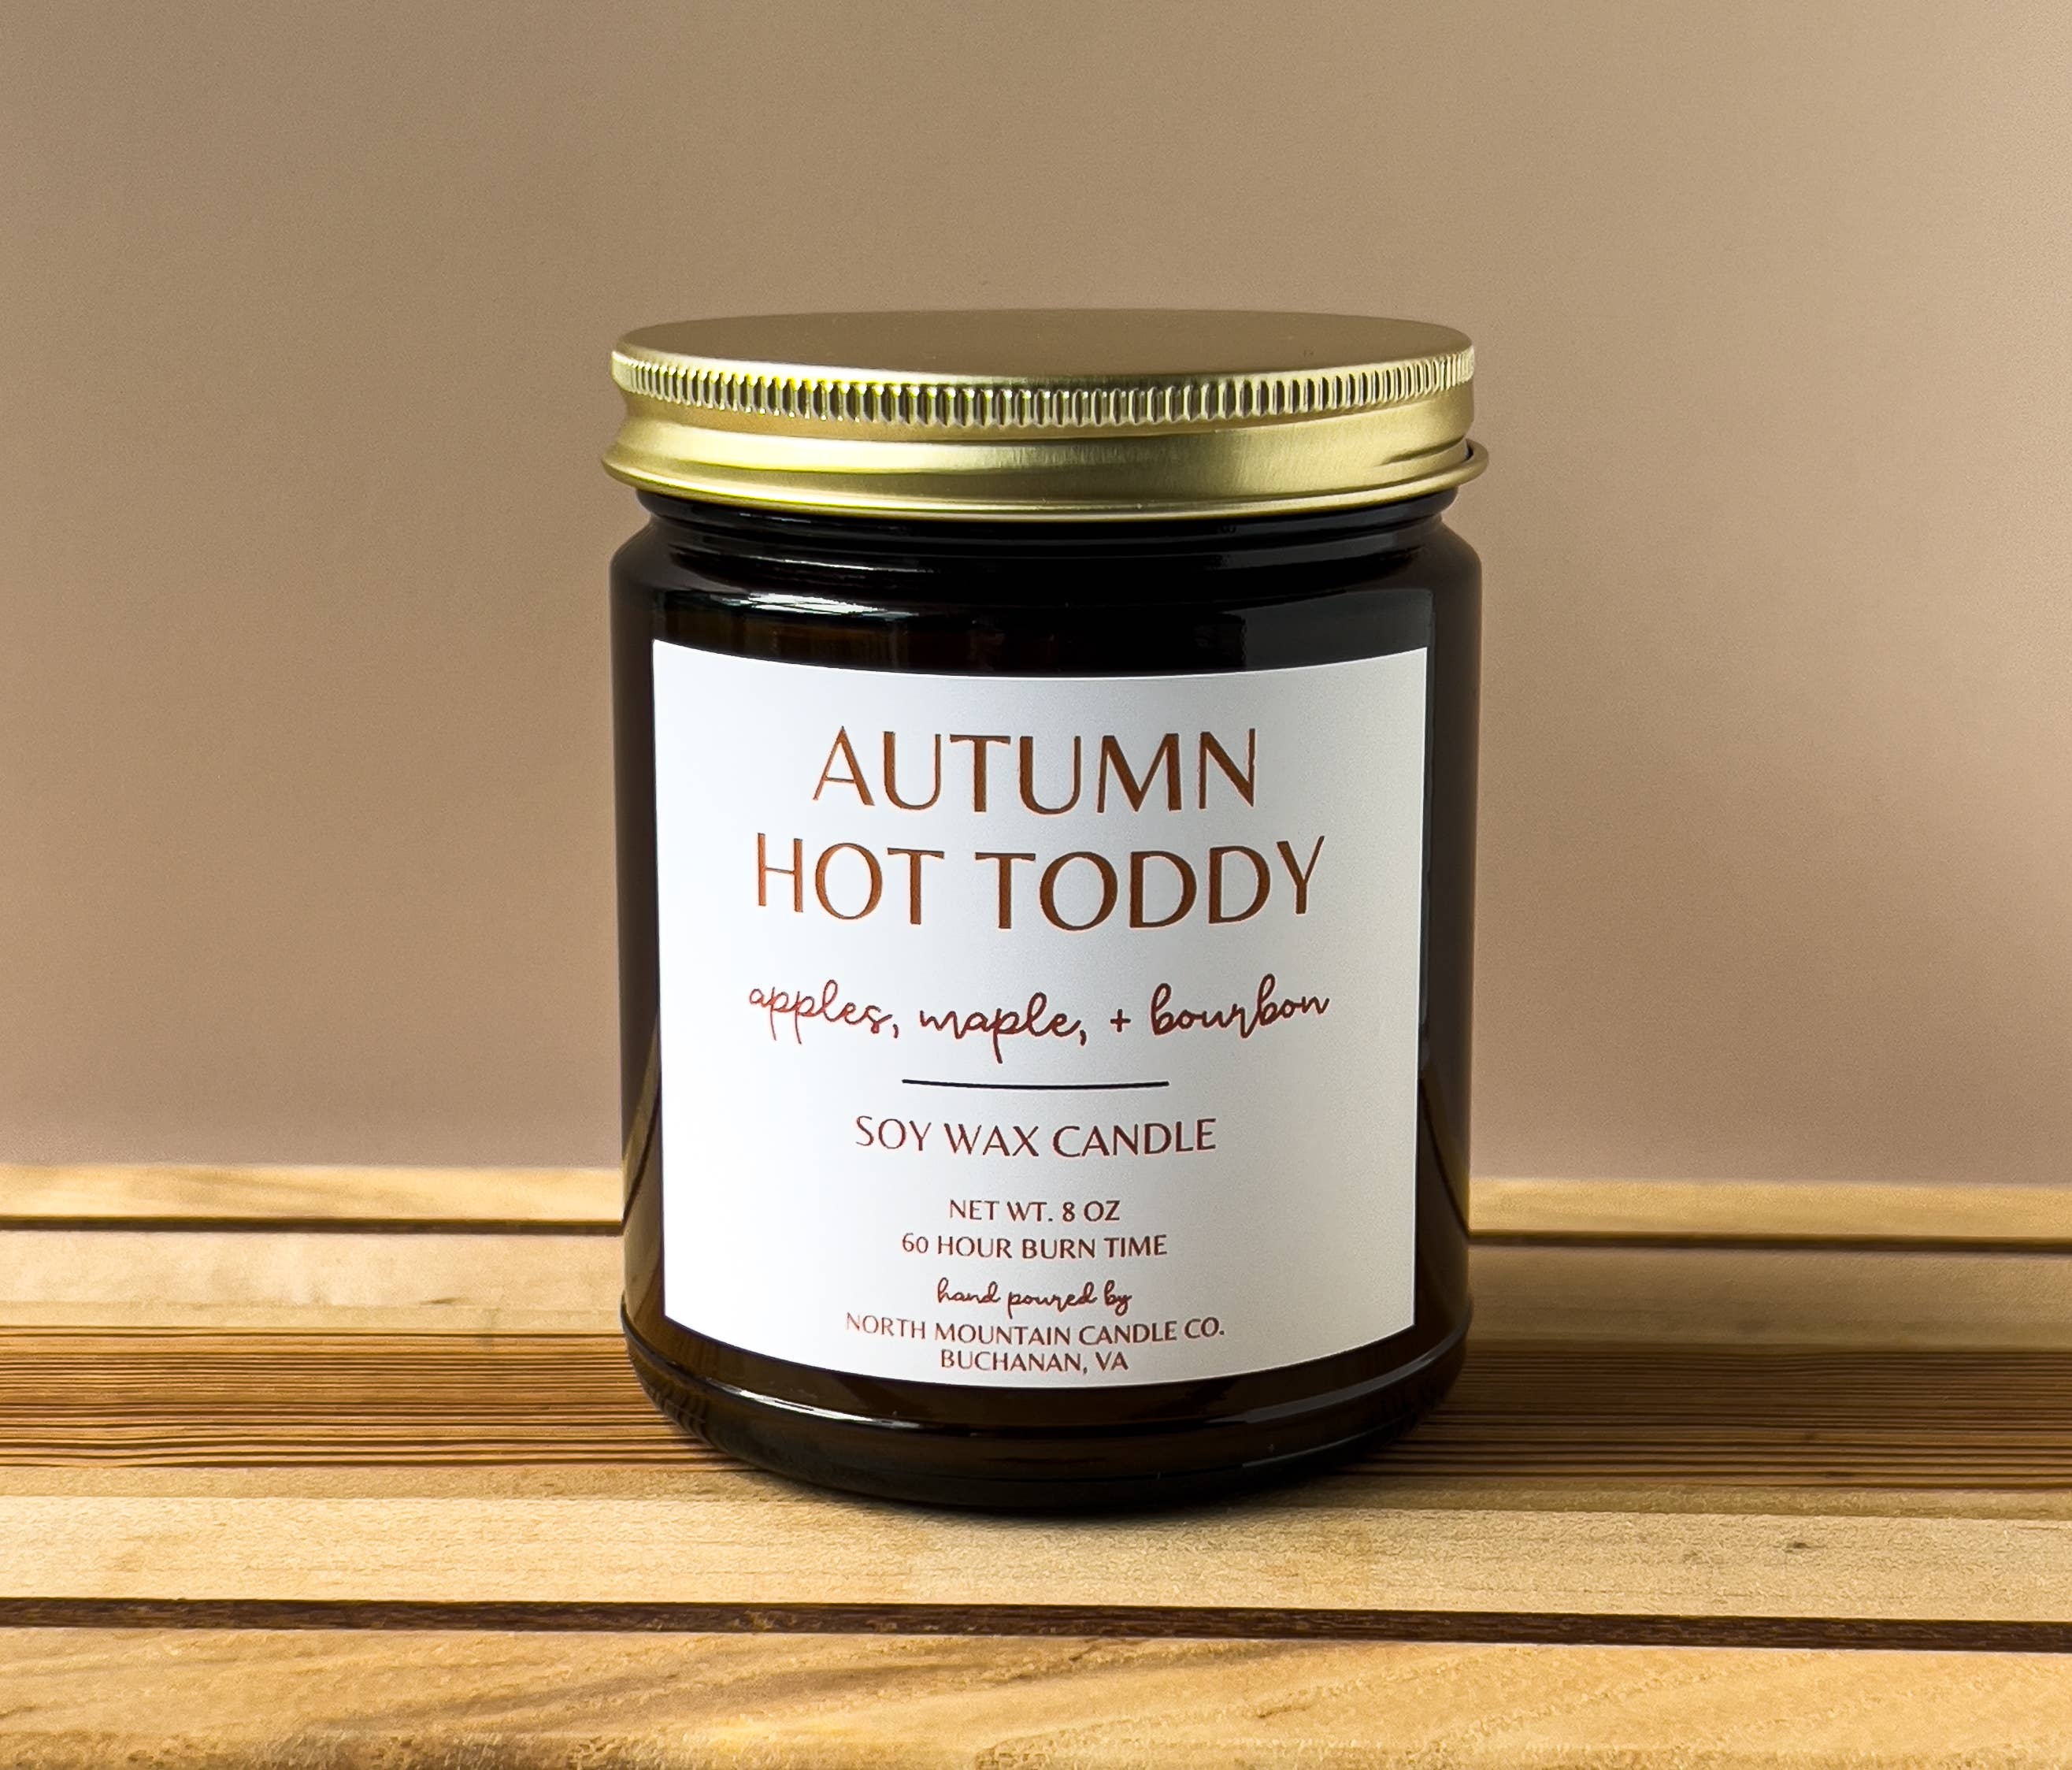 AUTUMN
HOT TODDY
apples, maple, + bourbon
SOY WAX CANDLE
NET WT. 8 OZ
60 HOUR BURN TIME
hand poured by
NORTH MOUNTAIN CANDLE CO.
BUCHANAN, VA